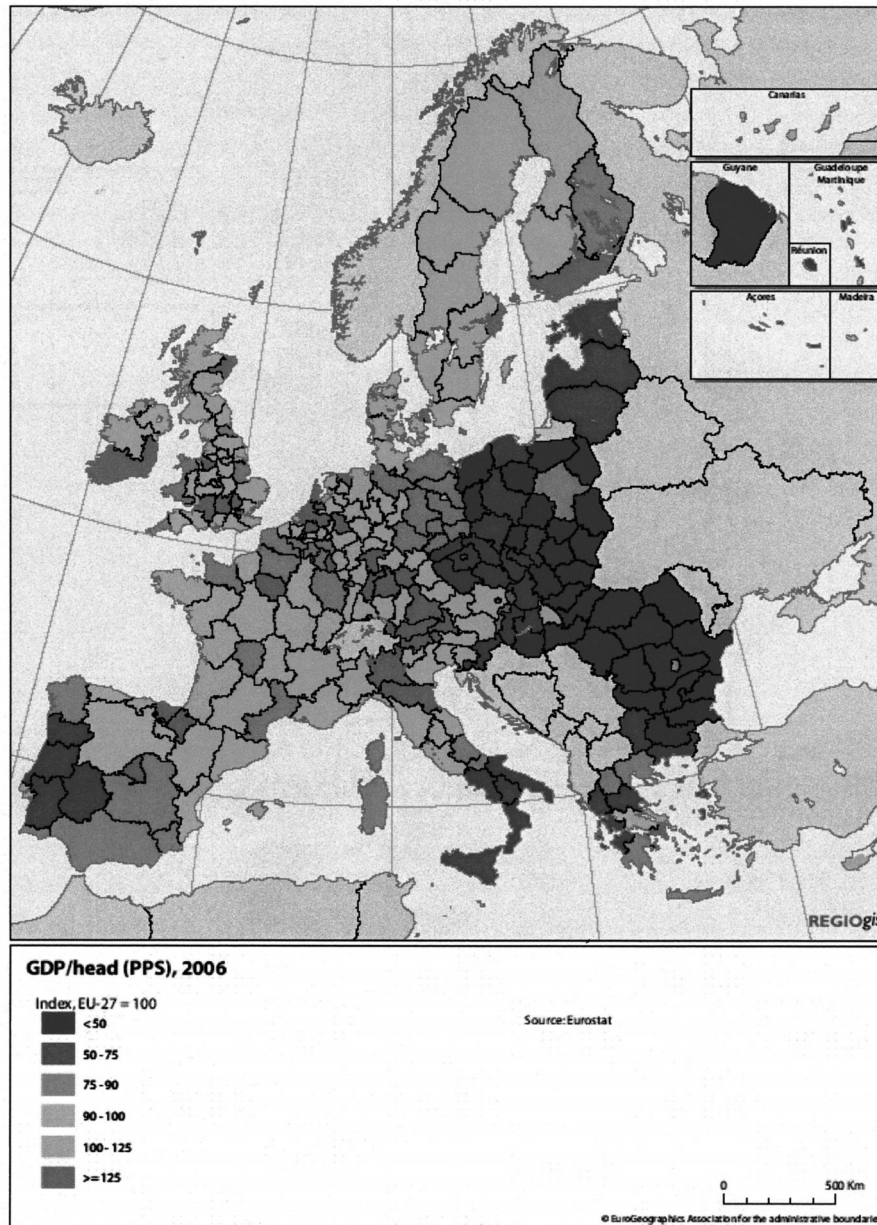 Canarias
Guyane
Guadeloupe
Martinique
Réunion
Açores
Madeira
REGIOgis
GDP/head (PPS), 2006
Index, EU-27 = 100
<50
50 - 75
75 - 90
90 - 100
100 - 125
>= 125
Source: Eurostat
0
500 Km
© EuroGeographics Association for the administrative boundarie